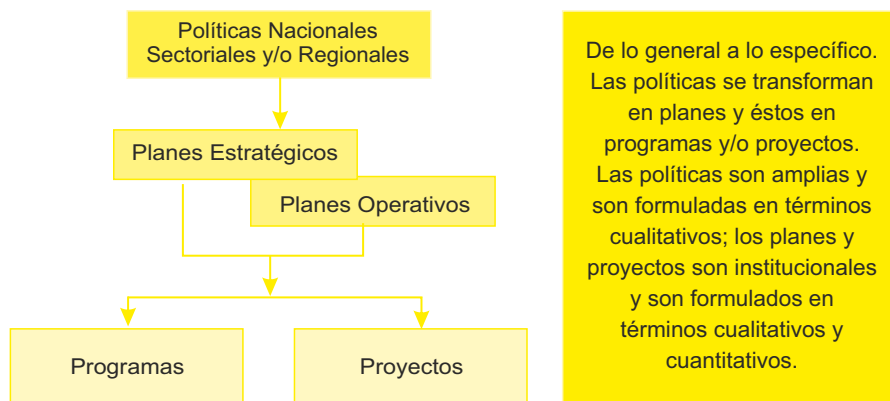 Políticas Nacionales
Sectoriales y/o Regionales
Planes Estratégicos
Planes Operativos
Programas
Proyectos
De lo general a lo específico.
Las políticas se transforman
en planes y éstos en
programas y/o proyectos.
Las políticas son amplias y
son formuladas en términos
cualitativos; los planes y
proyectos son institucionales
y son formulados en
términos cualitativos y
cuantitativos.